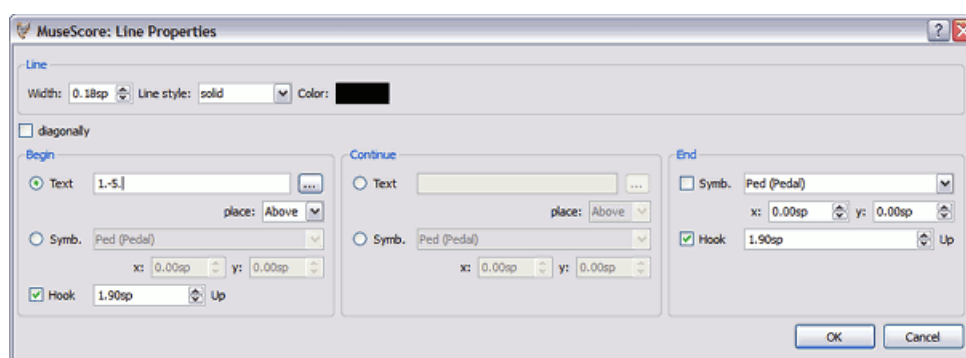 MuseScore: Line Properties
Line
Width: 0.18sp Line style: solid Color:
diagonally
Begin
Text 1.-5. ...
place: Above
Symb. Ped (Pedal)
x: 0.00sp y: 0.00sp
Hook 1.90sp Up
Continue
Text ...
place: Above
Symb. Ped (Pedal)
x: 0.00sp y: 0.00sp
End
Symb. Ped (Pedal)
x: 0.00sp y: 0.00sp
Hook 1.90sp Up
OK Cancel